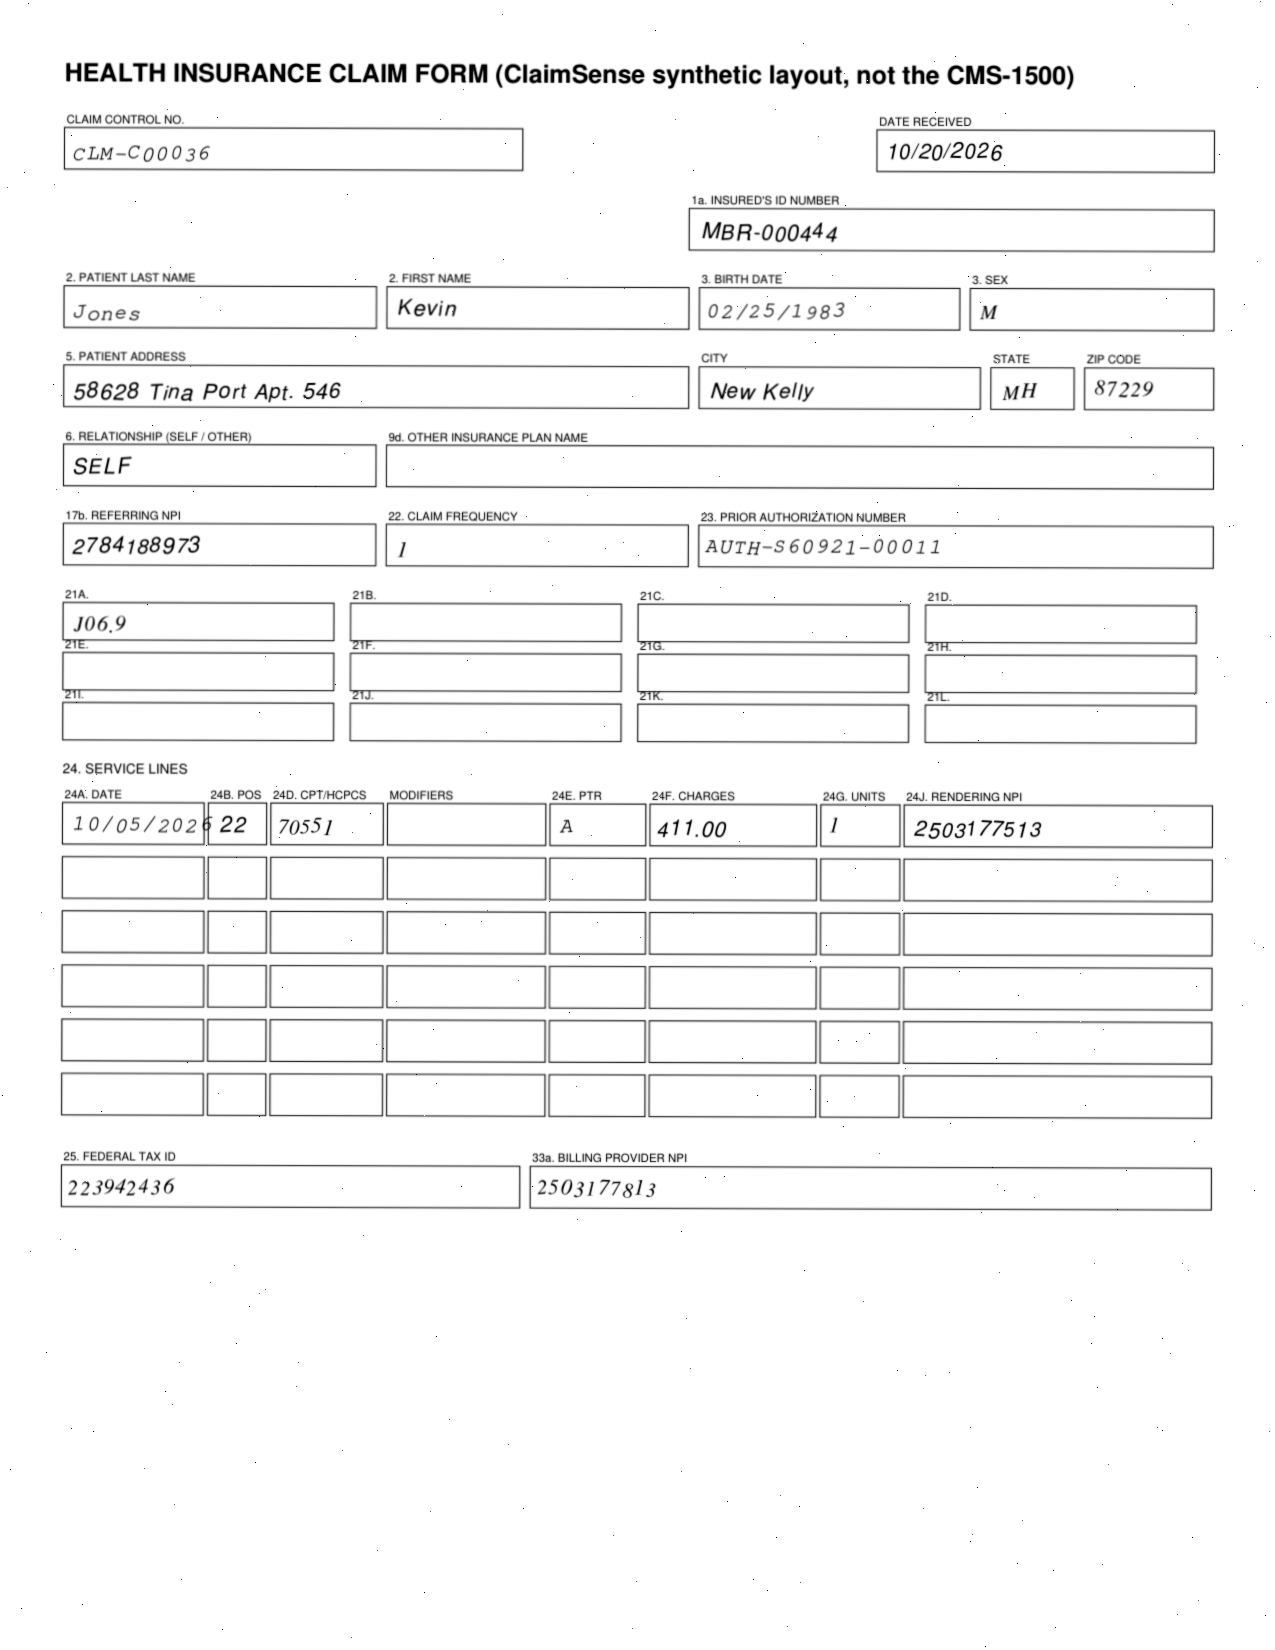 HEALTH INSURANCE CLAIM FORM (ClaimSense synthetic layout, not the CMS-1500)
CLAIM CONTROL NO. DATE RECEIVED
CLM-C00036 10/20/2026
1a. INSURED'S ID NUMBER
MBR-000444
2. PATIENT LAST NAME 2. FIRST NAME 3. BIRTH DATE 3. SEX
Jones Kevin 02/25/1983 M
5. PATIENT ADDRESS CITY STATE ZIP CODE
58628 Tina Port Apt. 546 New Kelly MH 87229
6. RELATIONSHIP (SELF / OTHER) 9d. OTHER INSURANCE PLAN NAME
SELF
17b. REFERRING NPI 22. CLAIM FREQUENCY 23. PRIOR AUTHORIZATION NUMBER
2784188973 1 AUTH-S60921-00011
21A. 21B. 21C. 21D.
J06.9
21E. 21F. 21G. 21H.
21I. 21J. 21K. 21L.
24. SERVICE LINES
24A. DATE 24B. POS 24D. CPT/HCPCS MODIFIERS 24E. PTR 24F. CHARGES 24G. UNITS 24J. RENDERING NPI
10/05/2026 22 70551 A 411.00 1 2503177513
25. FEDERAL TAX ID 33a. BILLING PROVIDER NPI
223942436 2503177813